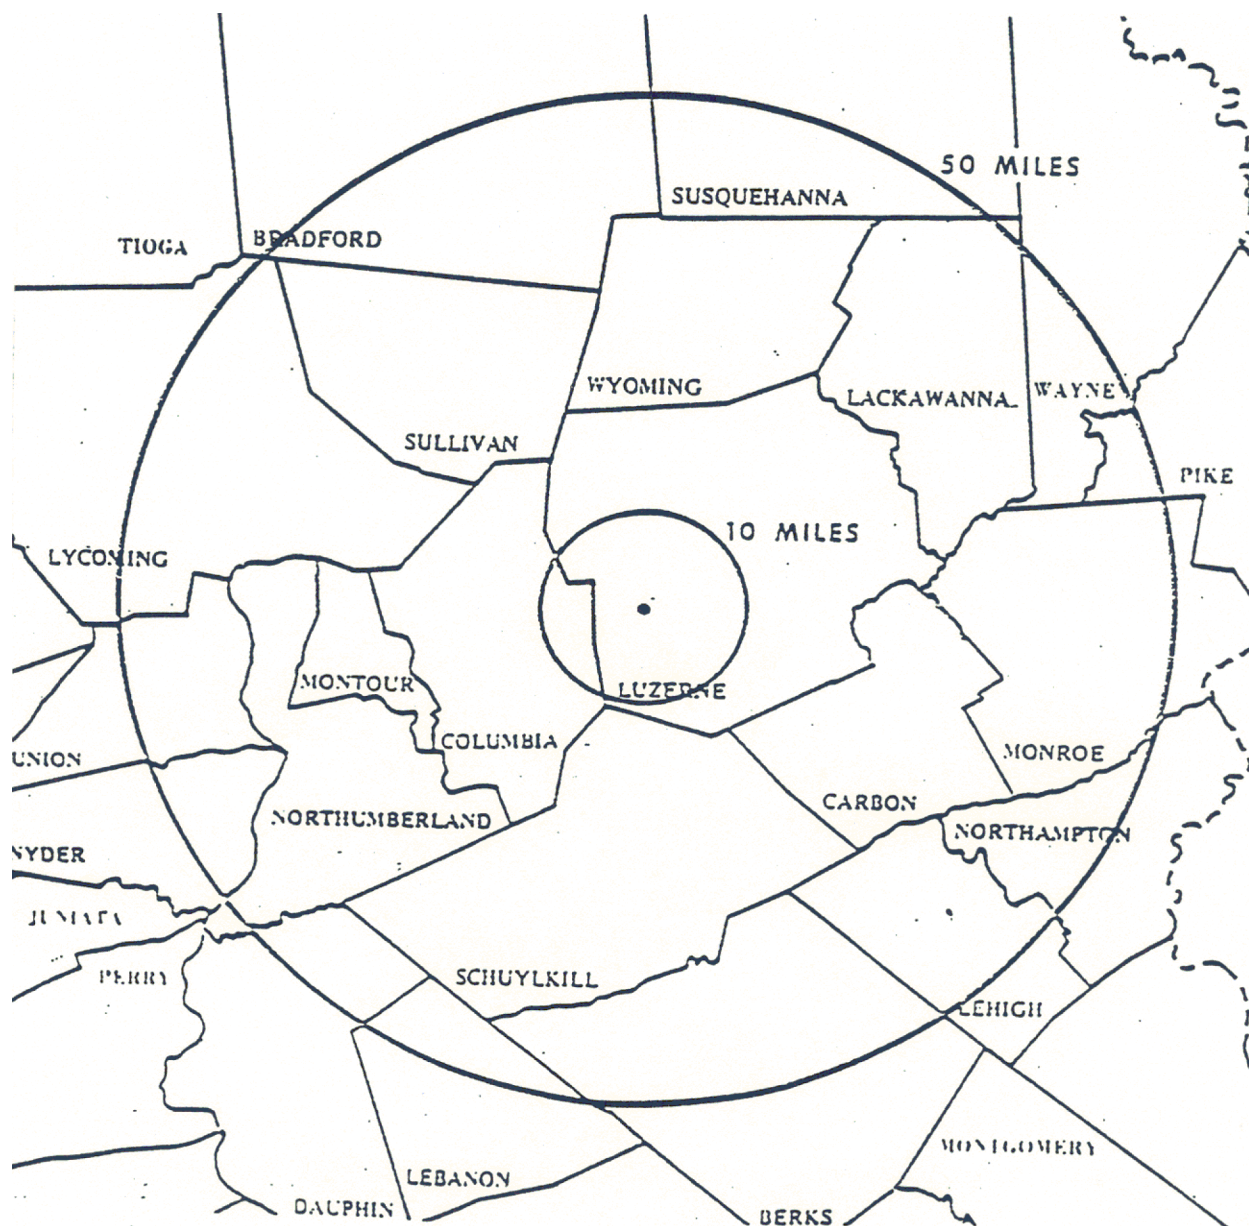 50 MILES
SUSQUEHANNA
TIOGA
BRADFORD
WYOMING
LACKAWANNA
WAYNE
SULLIVAN
PIKE
10 MILES
LYCOMING
MONTOUR
LUZERNE
COLUMBIA
MONROE
UNION
CARBON
NORTHUMBERLAND
NORTHAMPTON
NYDER
PERRY
SCHUYLKILL
LEHIGH
MONTGOMERY
LEBANON
DAUPHIN
BERKS